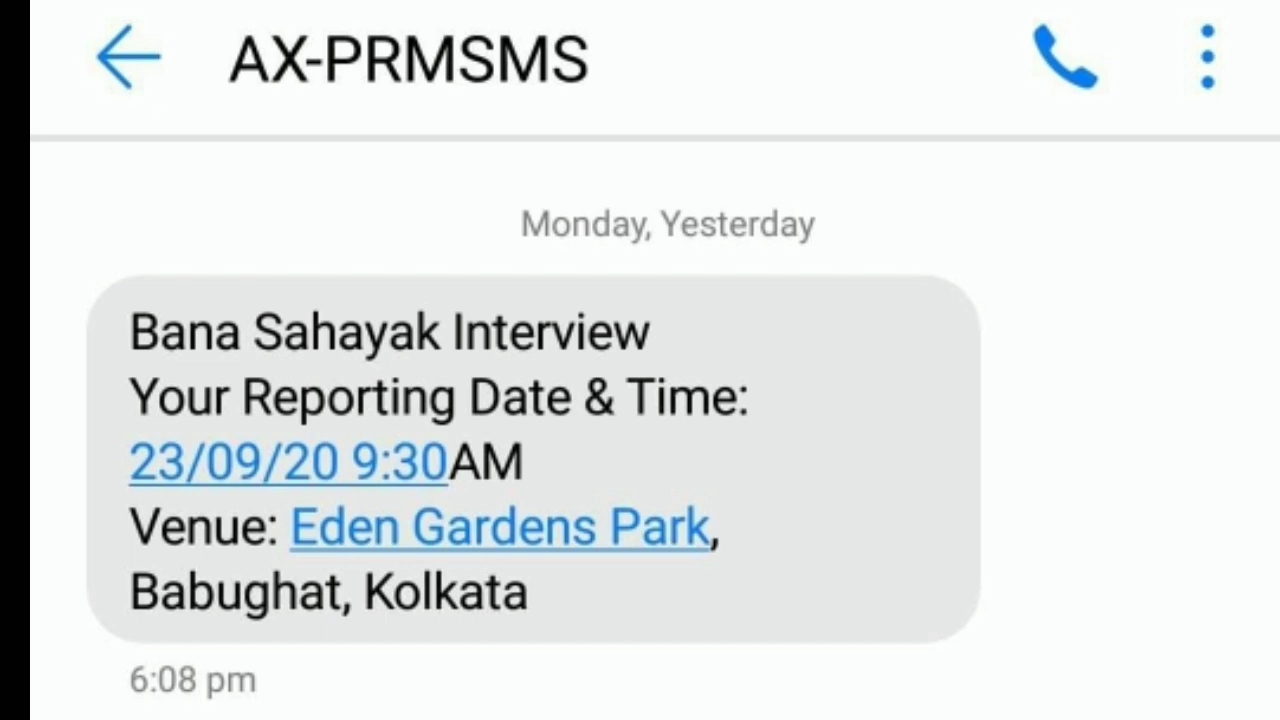 AX-PRMSMS
Monday, Yesterday
Bana Sahayak Interview
Your Reporting Date & Time:
23/09/20 9:30AM
Venue: Eden Gardens Park,
Babughat, Kolkata
6:08 pm